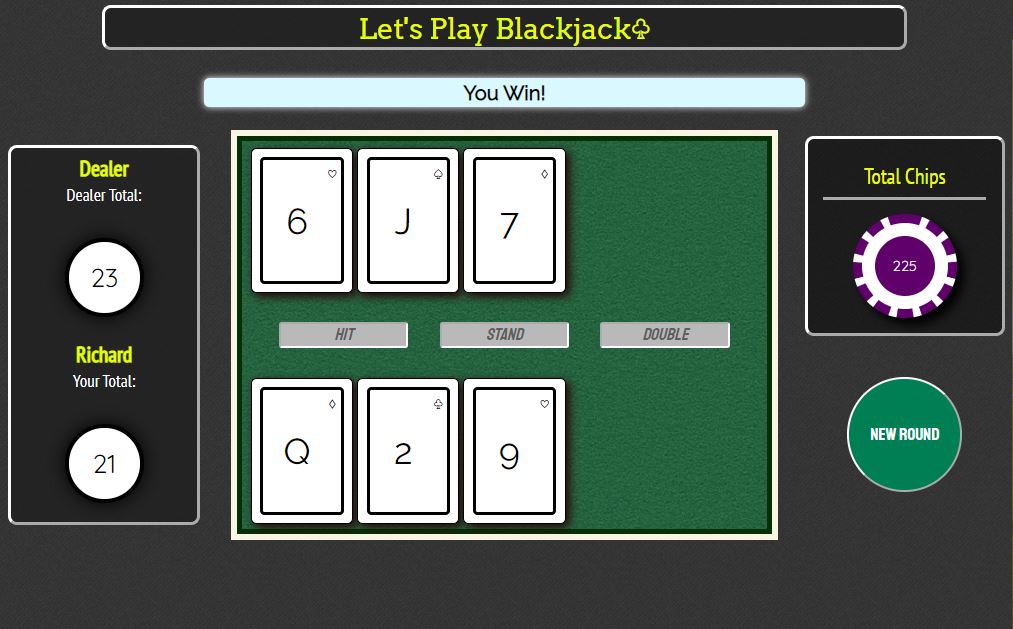 Let's Play Blackjack♧
You Win!
Dealer
Dealer Total:
23
Richard
Your Total:
21
6 ♡
J ♤
7 ♢
HIT STAND DOUBLE
Q ♢
2 ♧
9 ♡
Total Chips
225
NEW ROUND